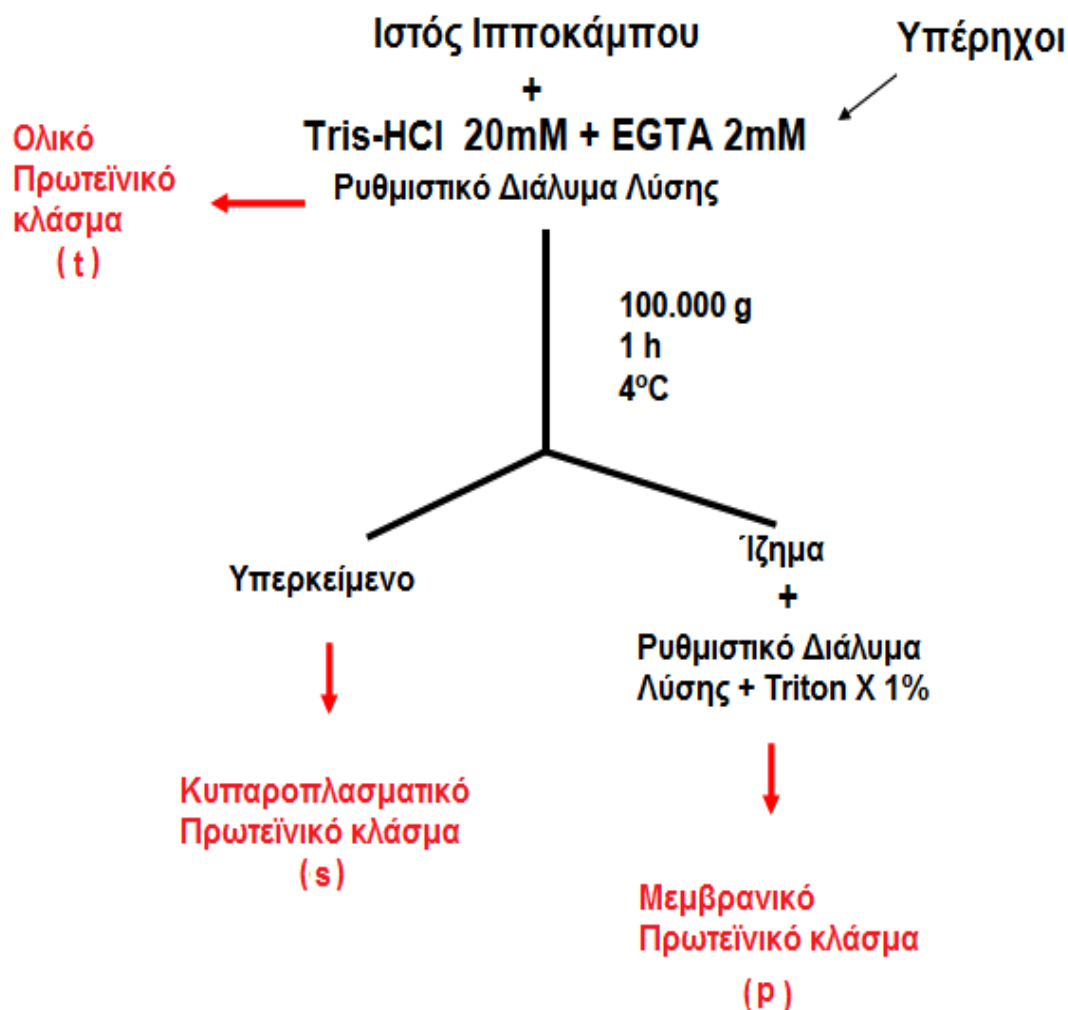 Ιστός Ιπποκάμπου
Υπέρηχοι
+
Tris-HCl 20mM + EGTA 2mM
Ρυθμιστικό Διάλυμα Λύσης
Ολικό
Πρωτεϊνικό
κλάσμα
( t )
100.000 g
1 h
4ºC
Υπερκείμενο
Ίζημα
+
Ρυθμιστικό Διάλυμα
Λύσης + Triton X 1%
Κυτταροπλασματικό
Πρωτεϊνικό κλάσμα
( s )
Μεμβρανικό
Πρωτεϊνικό κλάσμα
( p )